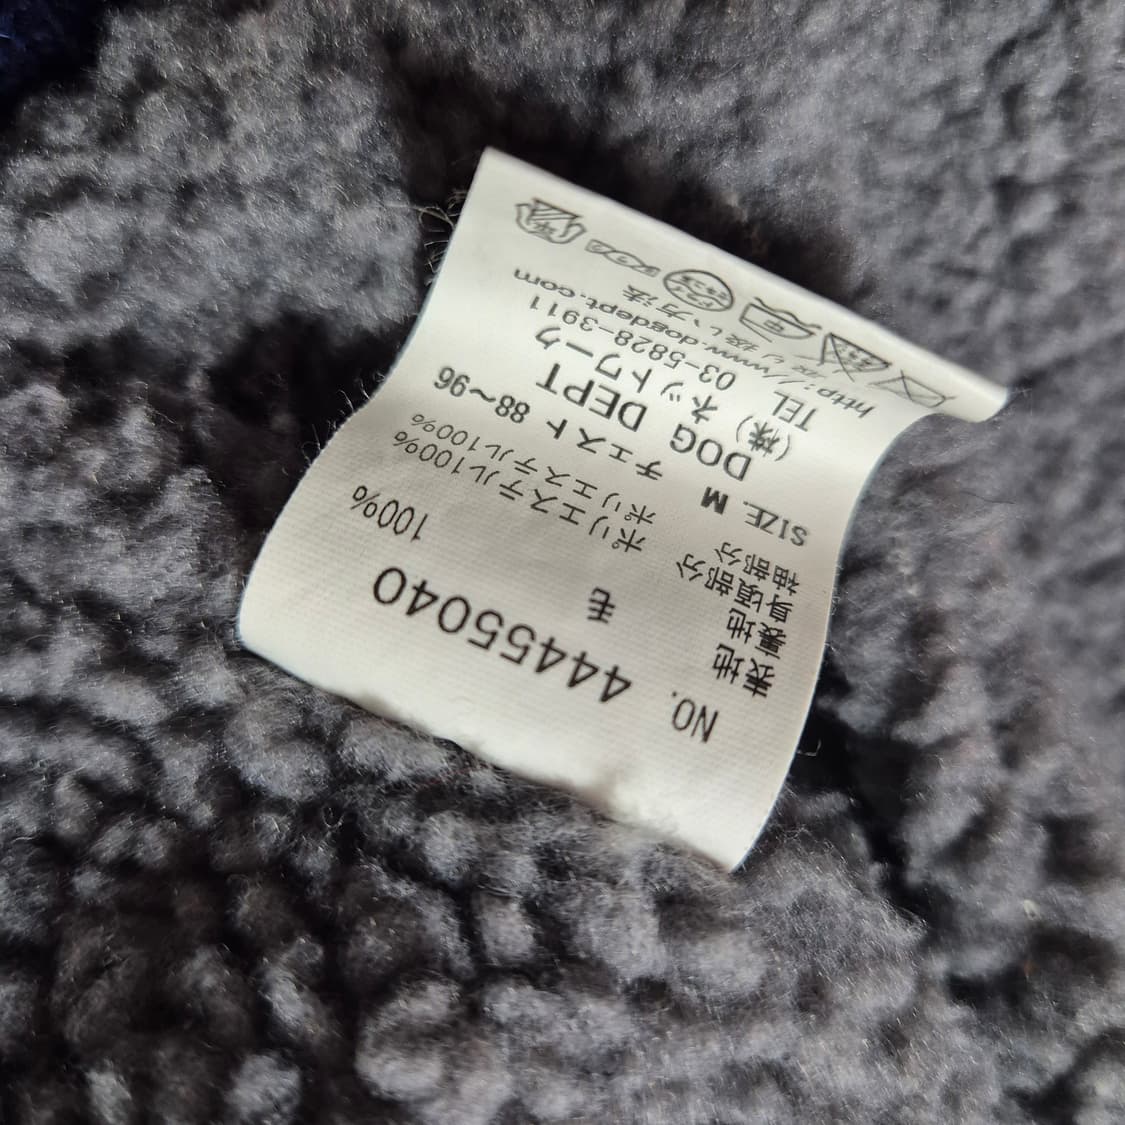 NO. 44455040
表地 毛 100%
裏地
身頃部分 ポリエステル100%
袖部分 ポリエステル100%
SIZE. M チェスト 88~96
DOG DEPT
(株)ネットワーク
TEL 03-5828-3911
http://www.dogdept.com
取り扱い方法